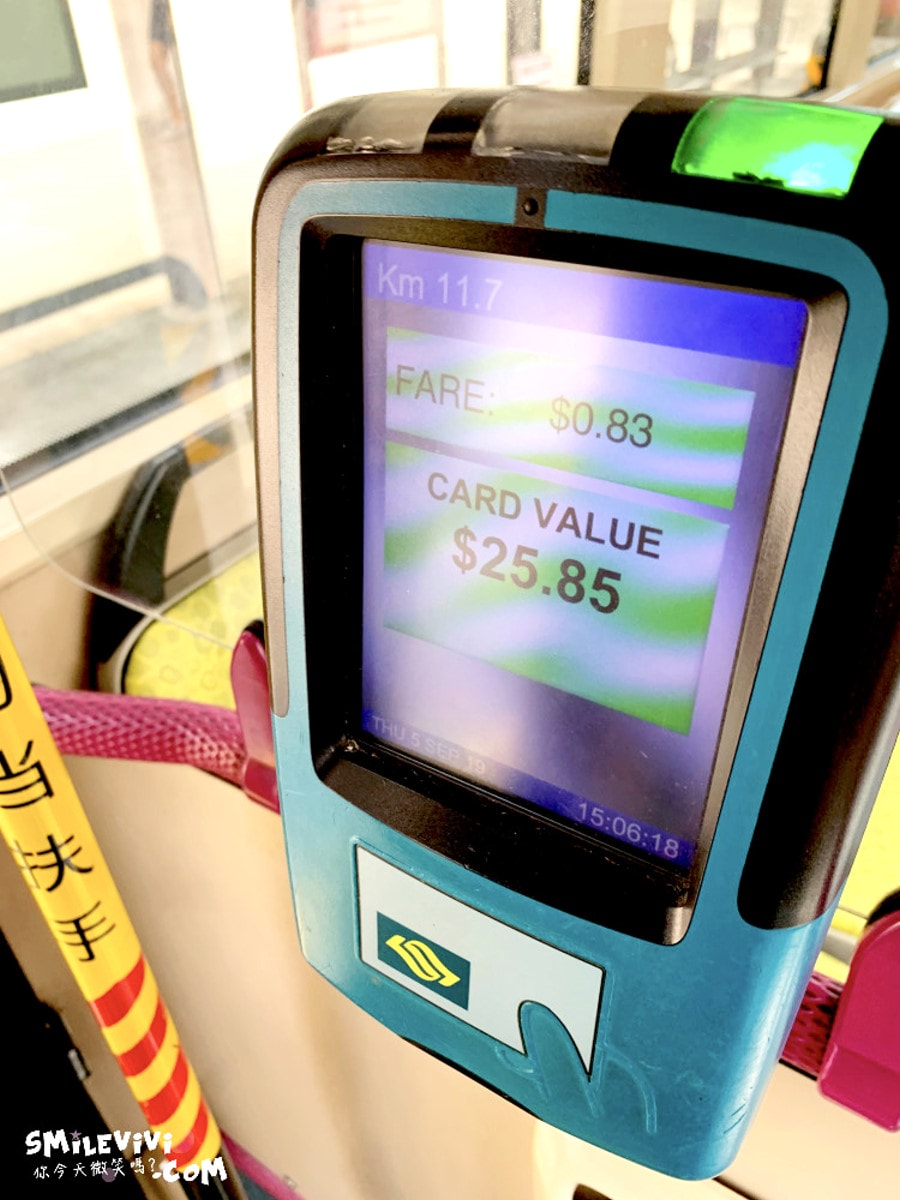 Km 11.7
FARE: $0.83
CARD VALUE
$25.85
THU 5 SEP 19
15:06:18
当扶手
SMiLEViVi
你今天微笑嗎?
.COM